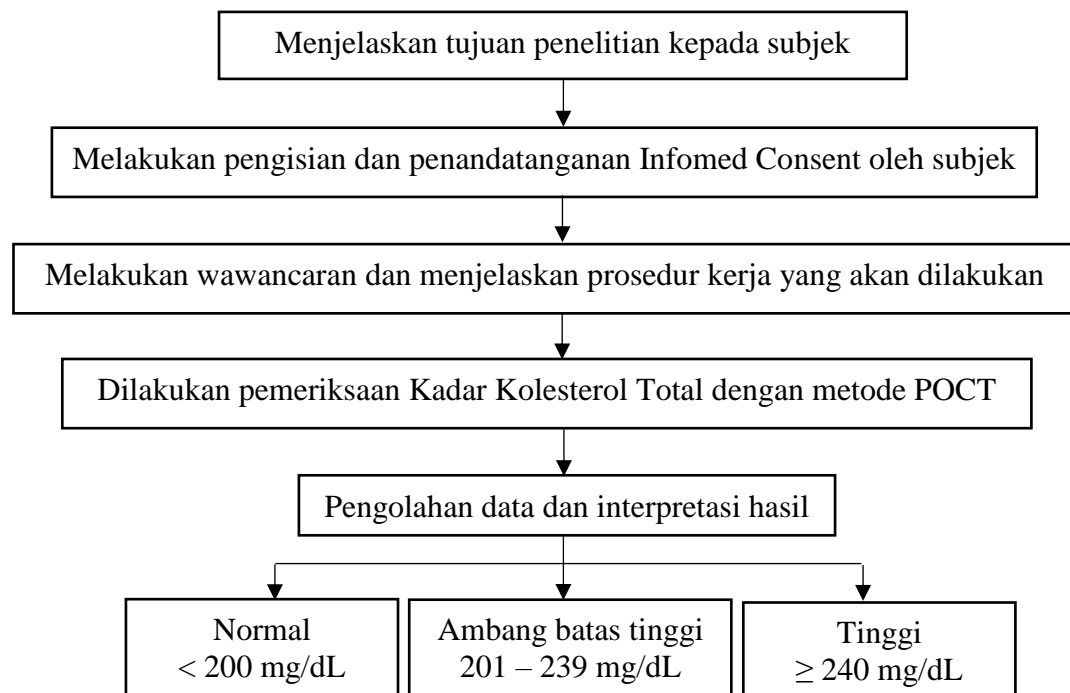 Menjelaskan tujuan penelitian kepada subjek
Melakukan pengisian dan penandatanganan Infomed Consent oleh subjek
Melakukan wawancaran dan menjelaskan prosedur kerja yang akan dilakukan
Dilakukan pemeriksaan Kadar Kolesterol Total dengan metode POCT
Pengolahan data dan interpretasi hasil
Normal
< 200 mg/dL
Ambang batas tinggi
201 – 239 mg/dL
Tinggi
≥ 240 mg/dL